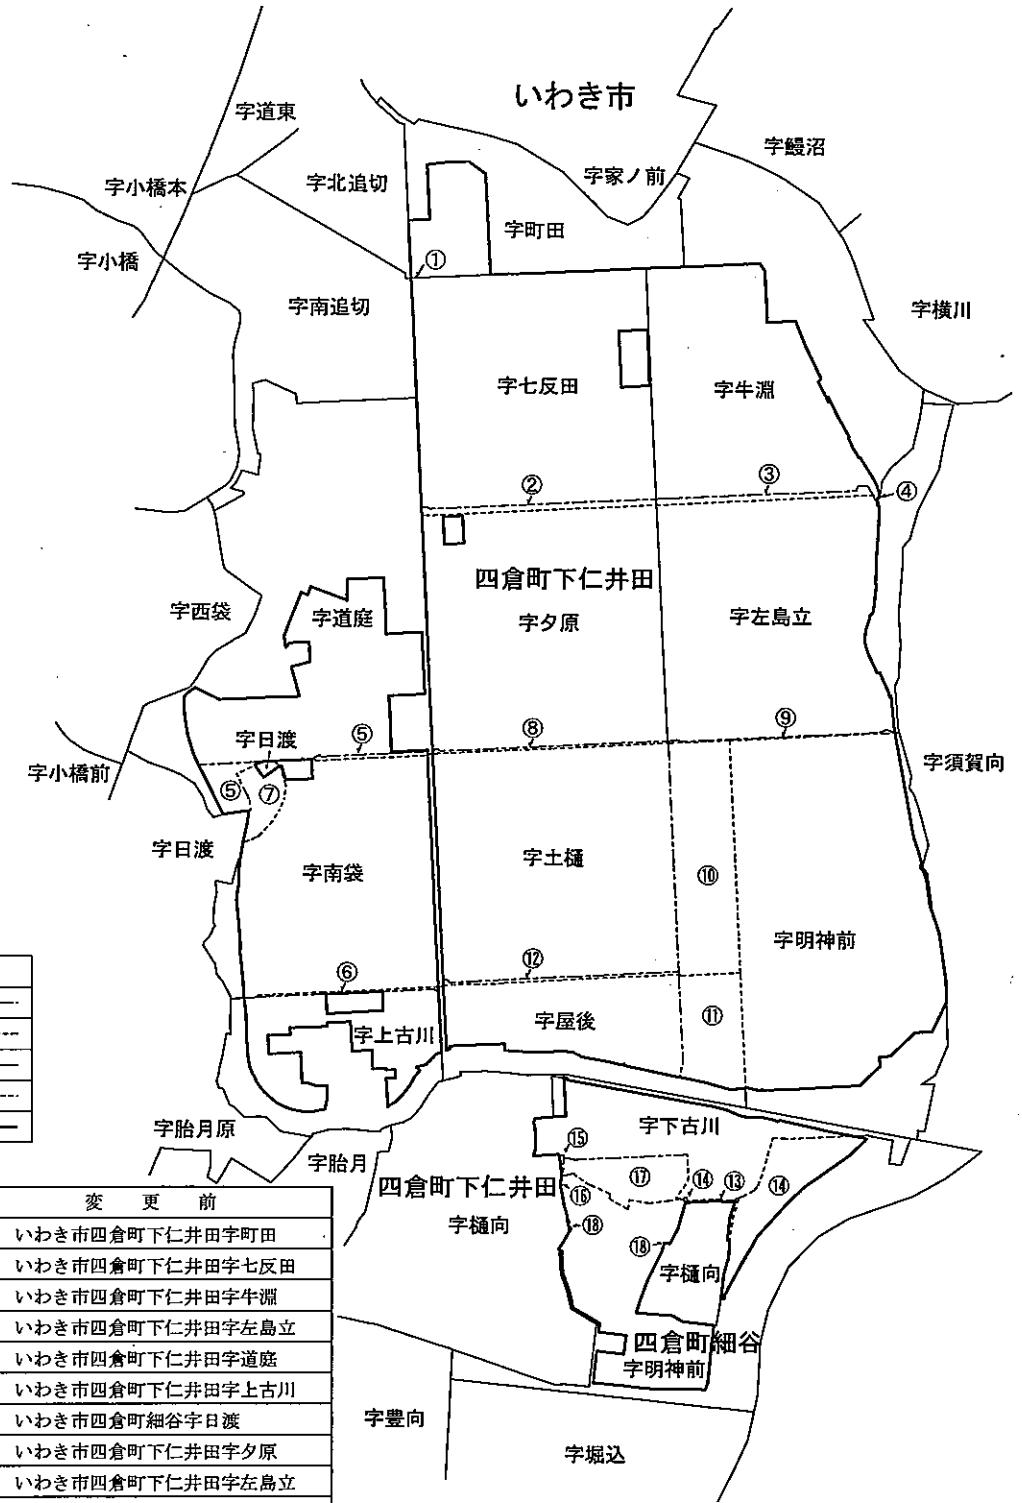 いわき市
字道東
字鰻沼
字北追切
字家ノ前
字小橋本
字町田
字小橋
①
字南追切
字横川
字七反田
字牛淵
②
③
④
四倉町下仁井田
字西袋
字道庭
字夕原
字左島立
⑤
⑧
⑨
字日渡
字小橋前
⑤
⑦
字須賀向
字日渡
字南袋
字土樋
⑩
字明神前
⑥
⑫
字上古川
字屋後
⑪
字胎月原
字胎月
字下古川
⑮
四倉町下仁井田
⑯
⑰
⑭
⑬
⑭
字樋向
⑱
⑱
字樋向
四倉町細谷
字明神前
字豊向
字堀込
変更前
いわき市四倉町下仁井田字町田
いわき市四倉町下仁井田字七反田
いわき市四倉町下仁井田字牛淵
いわき市四倉町下仁井田字左島立
いわき市四倉町下仁井田字道庭
いわき市四倉町下仁井田字上古川
いわき市四倉町細谷字日渡
いわき市四倉町下仁井田字夕原
いわき市四倉町下仁井田字左島立